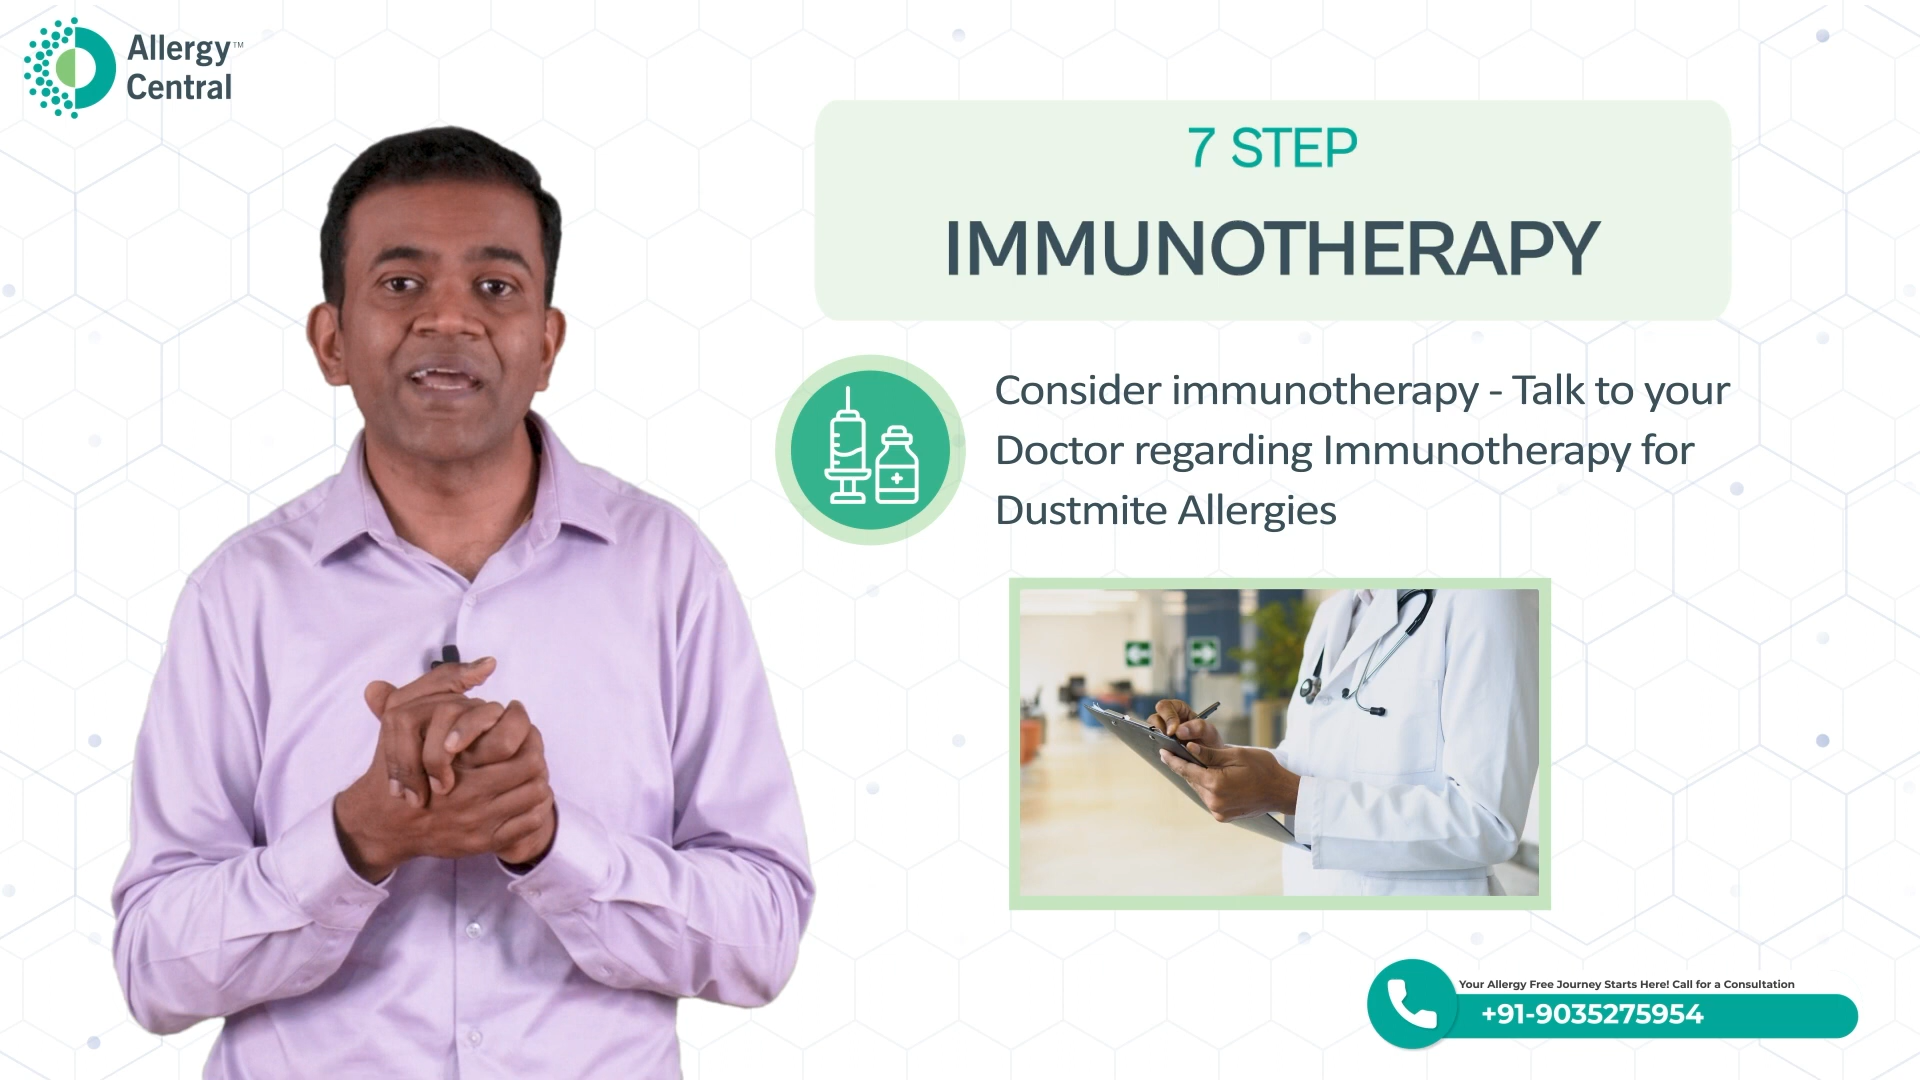 Allergy™
Central
7 STEP
IMMUNOTHERAPY
Consider immunotherapy - Talk to your
Doctor regarding Immunotherapy for
Dustmite Allergies
Your Allergy Free Journey Starts Here! Call for a Consultation
+91-9035275954